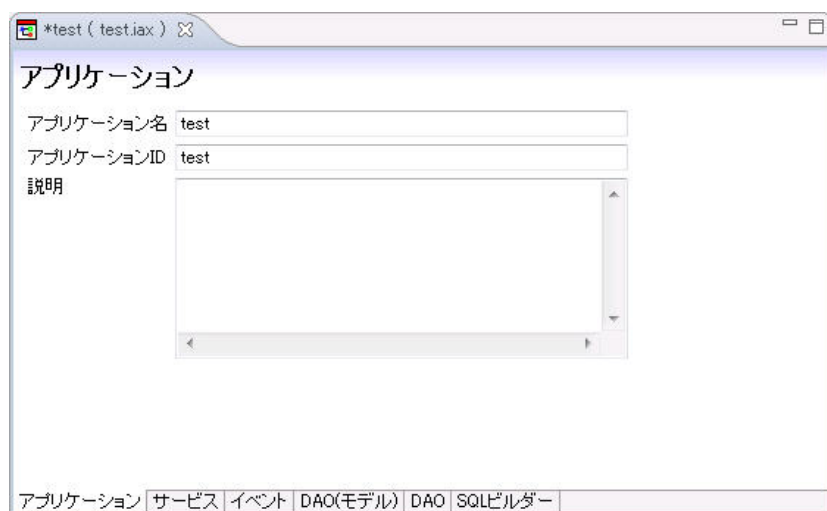 *test ( test.iax )
アプリケーション
アプリケーション名 test
アプリケーションID test
説明
アプリケーション サービス イベント DAO(モデル) DAO SQLビルダー